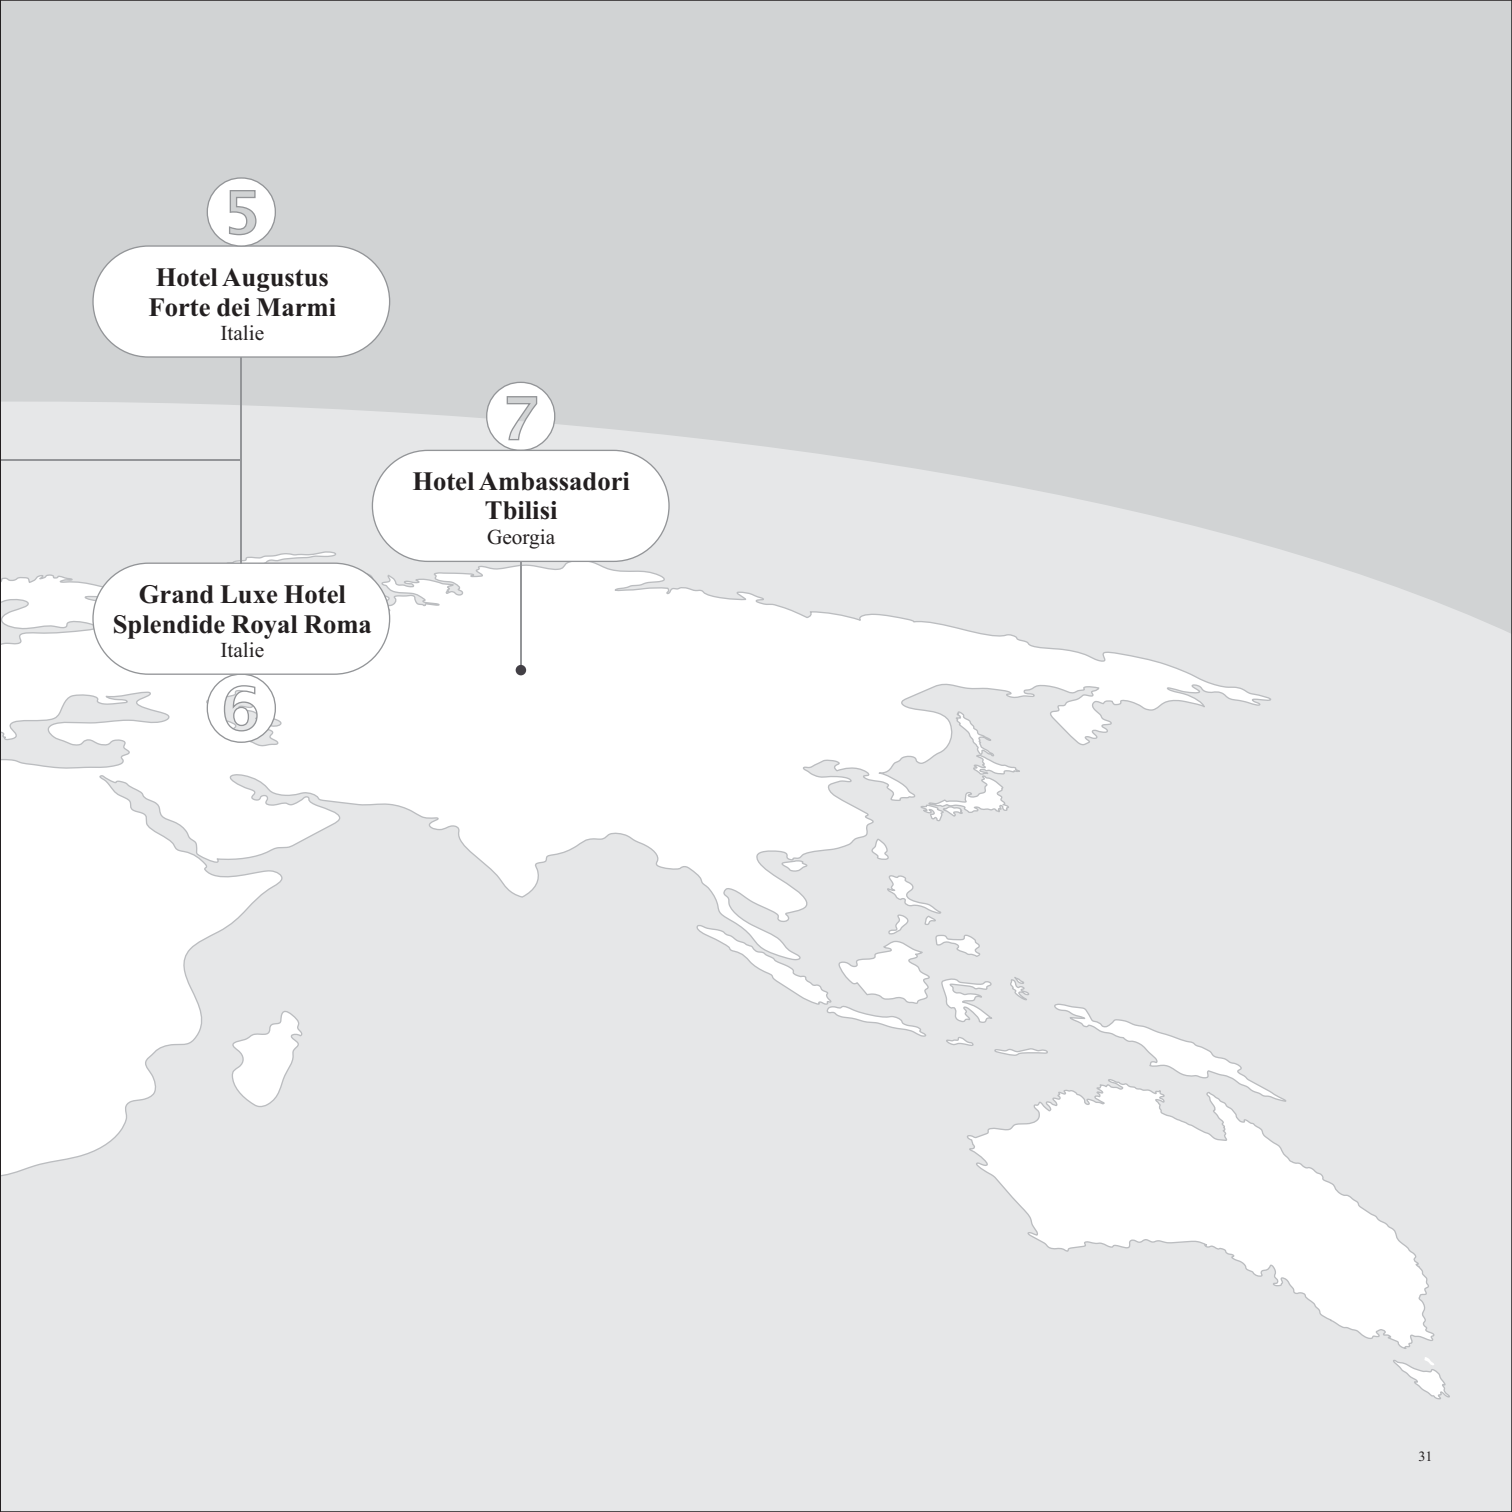 5
Hotel Augustus
Forte dei Marmi
Italie
7
Hotel Ambassadori
Tbilisi
Georgia
Grand Luxe Hotel
Splendide Royal Roma
Italie
6
31